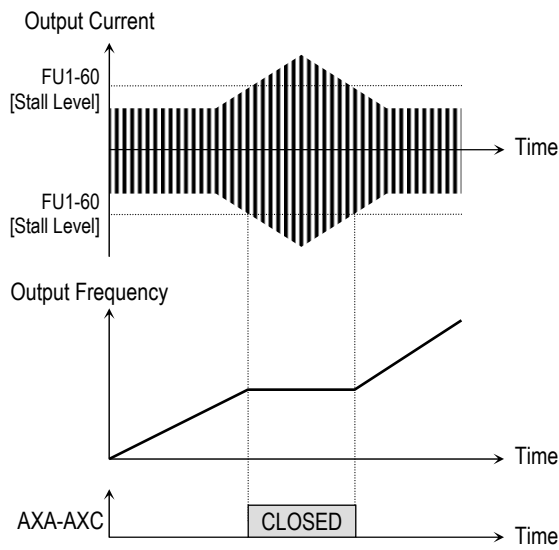 Output Current
FU1-60
[Stall Level]
Time
FU1-60
[Stall Level]
Output Frequency
Time
AXA-AXC
CLOSED
Time